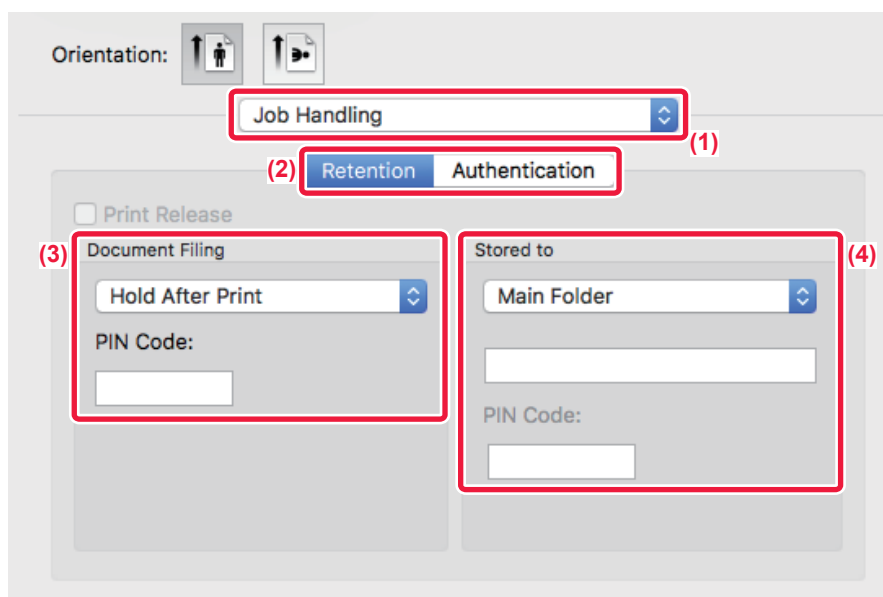 Orientation:
Job Handling
(1)
(2) Retention Authentication
Print Release
(3) Document Filing
Stored to (4)
Hold After Print
Main Folder
PIN Code:
PIN Code: